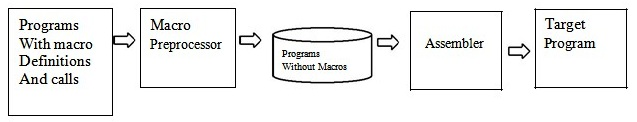 Programs
With macro
Definitions
And calls
Macro
Preprocessor
Programs
Without Macros
Assembler
Target
Program